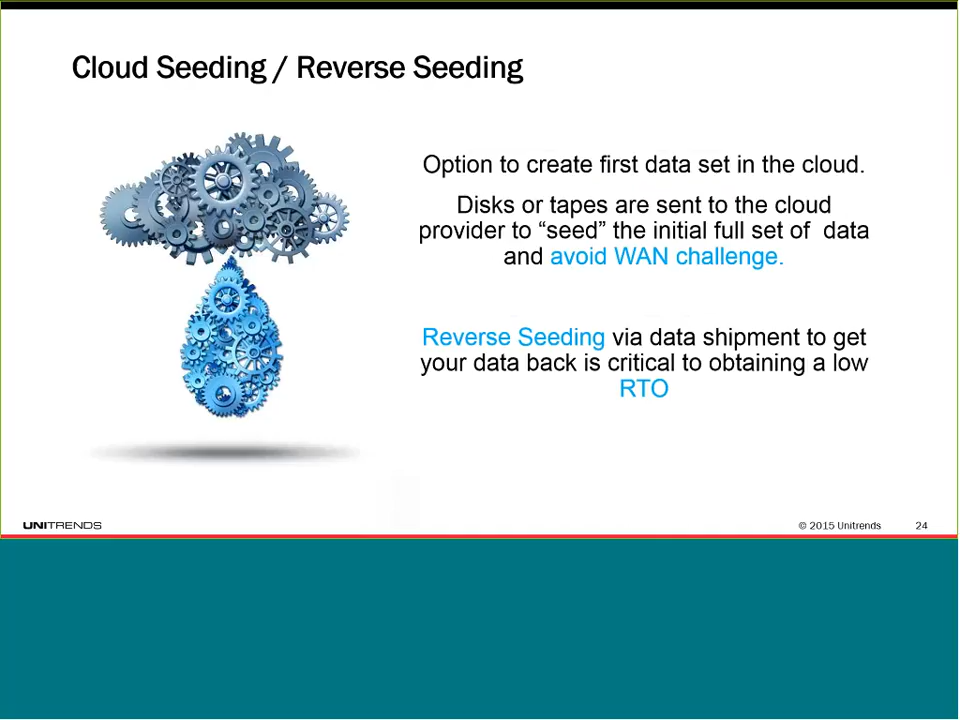 Cloud Seeding / Reverse Seeding
Option to create first data set in the cloud.
Disks or tapes are sent to the cloud
provider to “seed” the initial full set of data
and avoid WAN challenge.
Reverse Seeding via data shipment to get
your data back is critical to obtaining a low
RTO
UNITRENDS
© 2015 Unitrends 24